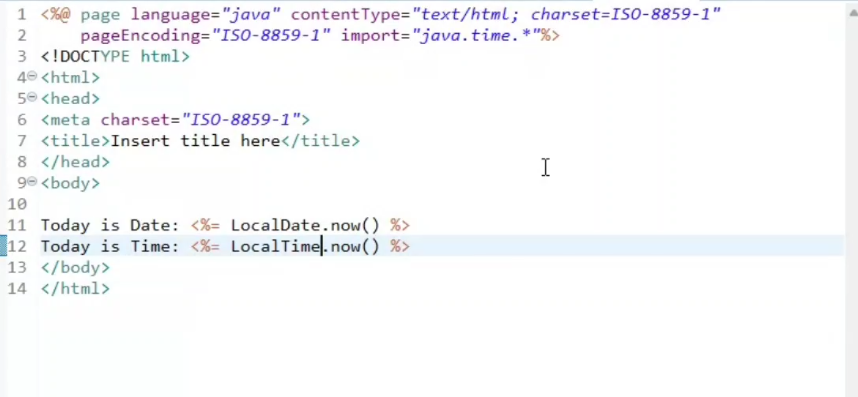 1 <%@ page language="java" contentType="text/html; charset=ISO-8859-1"
2     pageEncoding="ISO-8859-1" import="java.time.*"%>
3 <!DOCTYPE html>
4 <html>
5 <head>
6 <meta charset="ISO-8859-1">
7 <title>Insert title here</title>
8 </head>
9 <body>
10
11 Today is Date: <%= LocalDate.now() %>
12 Today is Time: <%= LocalTime.now() %>
13 </body>
14 </html>